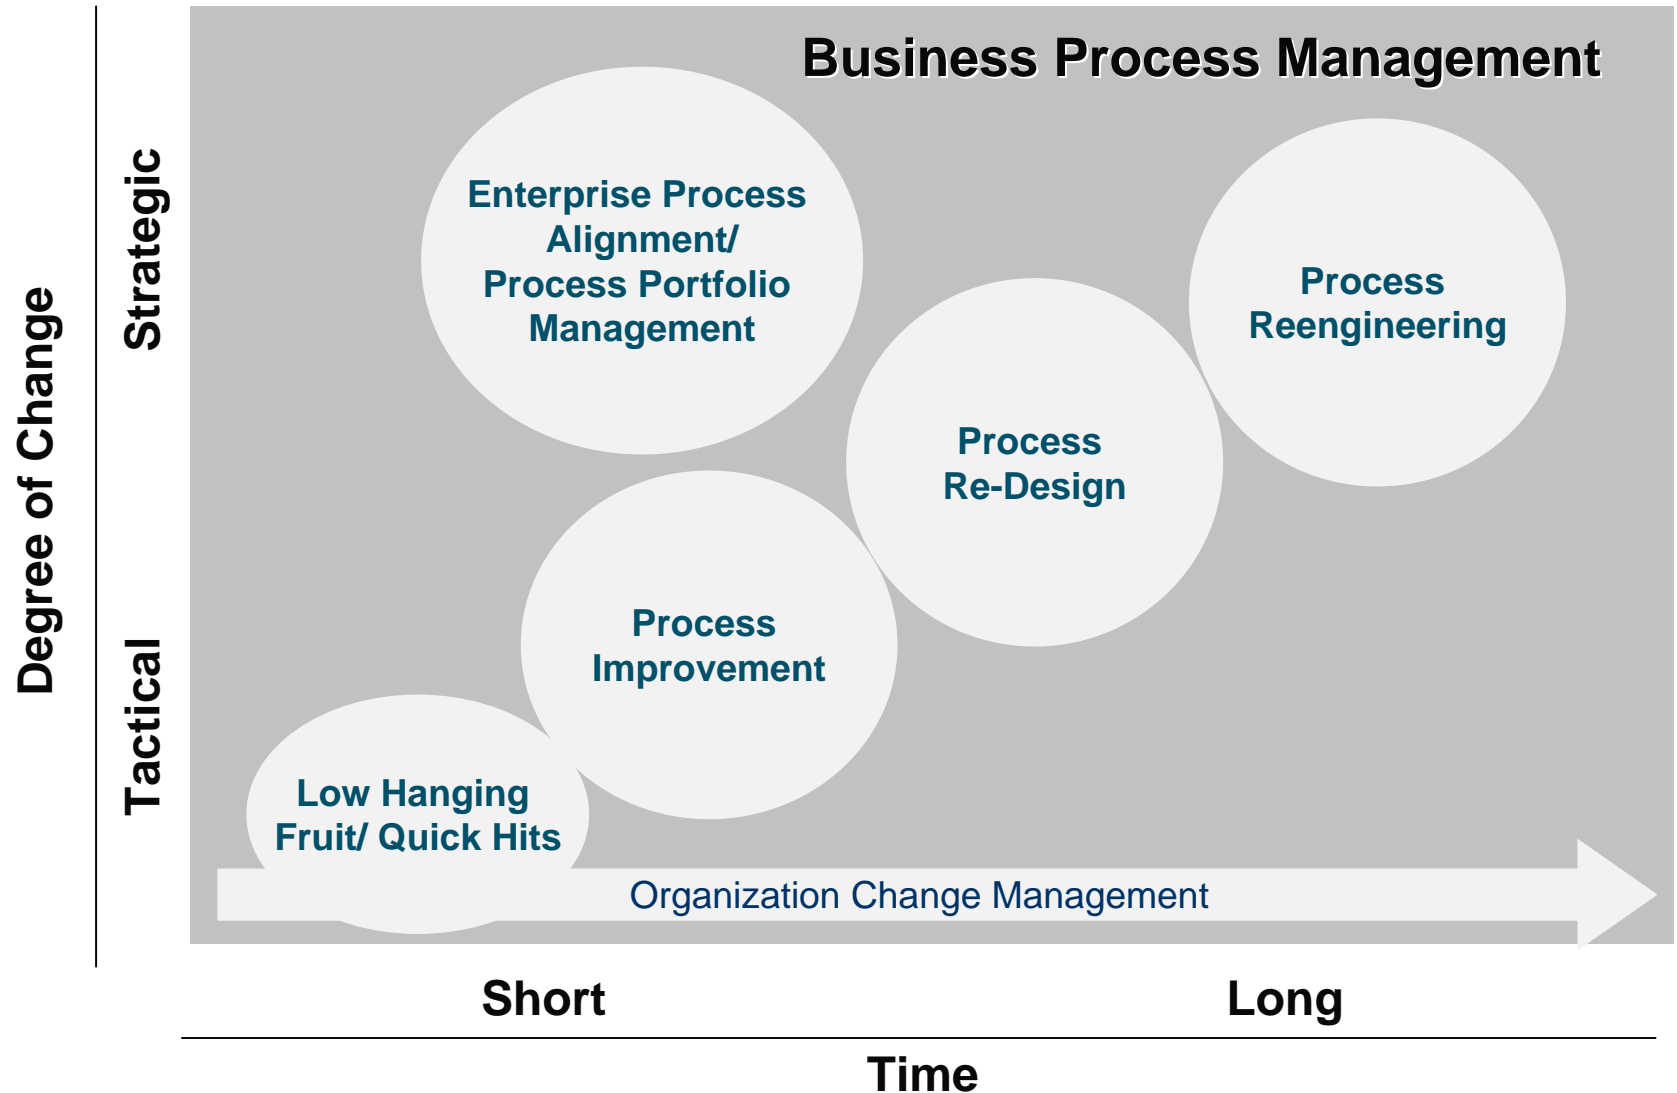 Business Process Management
Degree of Change
Strategic
Tactical
Enterprise Process
Alignment/
Process Portfolio
Management
Process
Reengineering
Process
Re-Design
Process
Improvement
Low Hanging
Fruit/ Quick Hits
Organization Change Management
Short
Long
Time